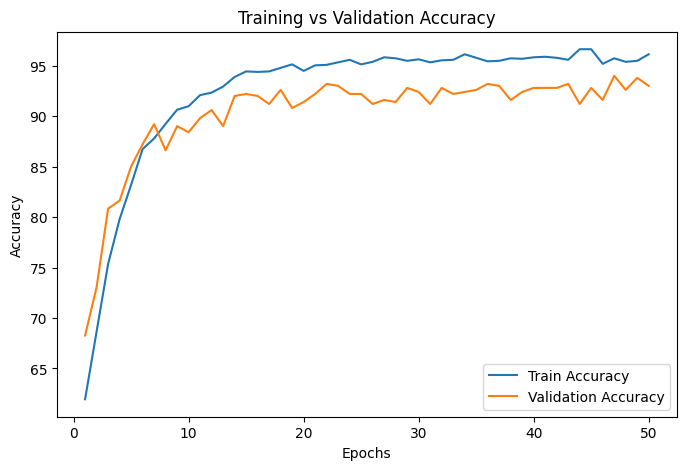 Training vs Validation Accuracy
Accuracy
95
90
85
80
75
70
65
0 10 20 30 40 50
Epochs
Train Accuracy
Validation Accuracy